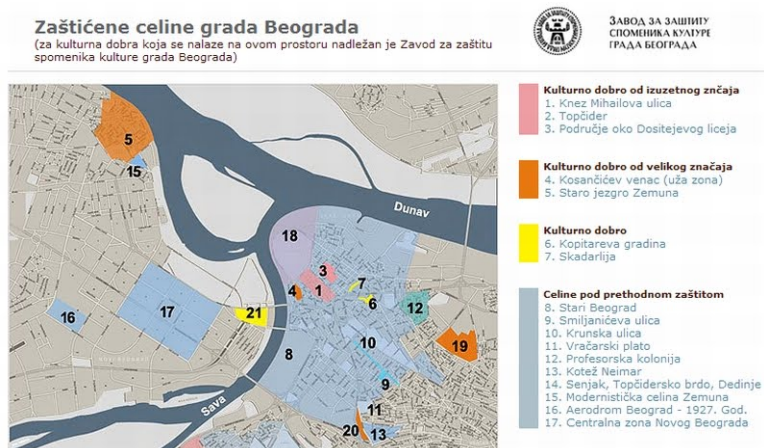 Zaštićene celine grada Beograda
(za kulturna dobra koja se nalaze na ovom prostoru nadležan je Zavod za zaštitu
spomenika kulture grada Beograda)
ЗАВОД ЗА ЗАШТИТУ
СПОМЕНИКА КУЛТУРЕ
ГРАДА БЕОГРАДА
Kulturno dobro od izuzetnog znčaja
1. Knez Mihailova ulica
2. Topčider
3. Područje oko Dositejevog liceja
Kulturno dobro od velikog značaja
4. Kosančićev venac (uža zona)
5. Staro jezgro Zemuna
Kulturno dobro
6. Kopitareva gradina
7. Skadarlija
Celine pod prethodnom zaštitom
8. Stari Beograd
9. Smiljanićeva ulica
10. Krunska ulica
11. Vračarski plato
12. Profesorska kolonija
13. Kotež Neimar
14. Senjak, Topčidersko brdo, Dedinje
15. Modernistička celina Zemuna
16. Aerodrom Beograd - 1927. God.
17. Centralna zona Novog Beograda
5
15
Dunav
18
3
4
1
7
6
12
17
21
16
19
10
8
9
Sava
11
20
13